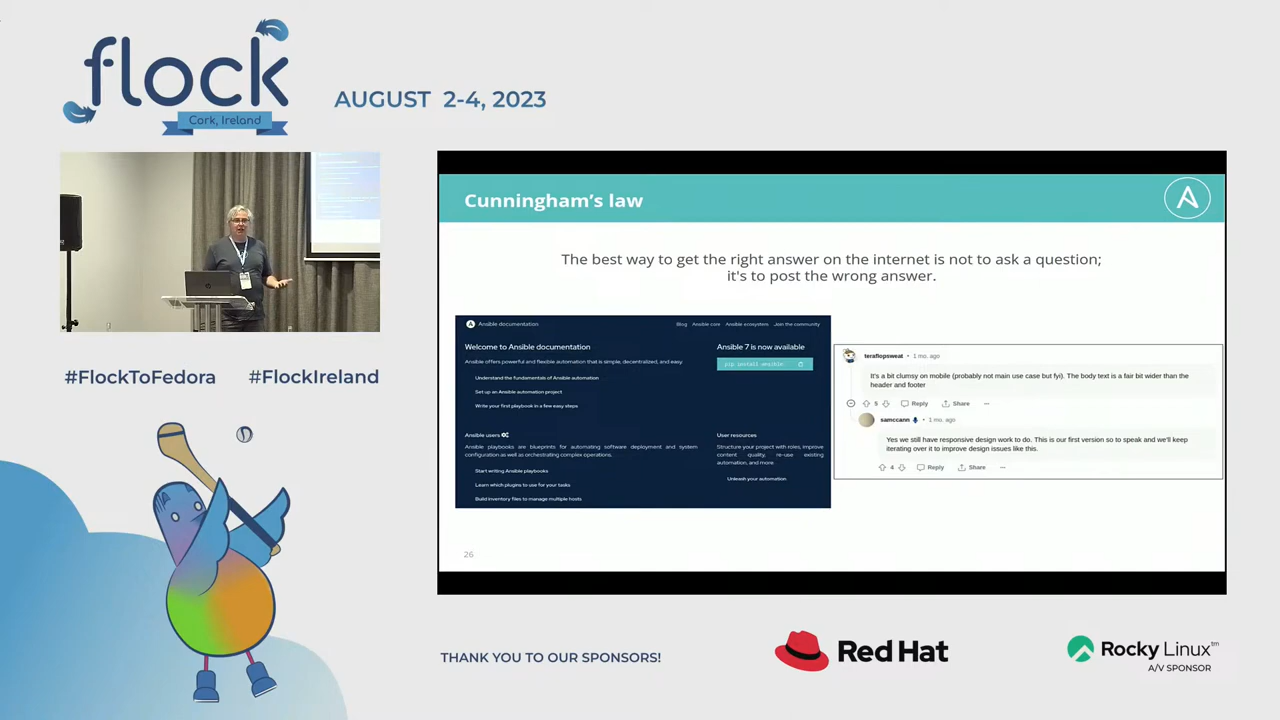 flock
Cork, Ireland
AUGUST 2-4, 2023
#FlockToFedora #FlockIreland
Cunningham's law
The best way to get the right answer on the internet is not to ask a question;
it's to post the wrong answer.
Ansible documentation
Blog Ansible core Ansible ecosystem Join the community
Welcome to Ansible documentation
Ansible offers powerful and flexible automation that is simple, decentralized, and easy.
Understand the fundamentals of Ansible automation
Set up an Ansible automation project
Write your first playbook in a few easy steps
Ansible 7 is now available
pip install ansible
Ansible users
Ansible playbooks are blueprints for automating software deployment and system
configuration as well as orchestrating complex operations.
Start writing Ansible playbooks
Learn which plugins to use for your tasks
Build inventory files to manage multiple hosts
User resources
Structure your project with roles, improve
content quality, re-use existing
automation, and more
Unleash your automation
teraflopsweat • 1 mo. ago
It's a bit clumsy on mobile (probably not main use case but fyi). The body text is a fair bit wider than the
header and footer
5 Reply Share ...
samccann • 1 mo. ago
Yes we still have responsive design work to do. This is our first version so to speak and we'll keep
iterating over it to improve design issues like this.
4 Reply Share ...
26
THANK YOU TO OUR SPONSORS!
Red Hat
Rocky Linux™
A/V SPONSOR